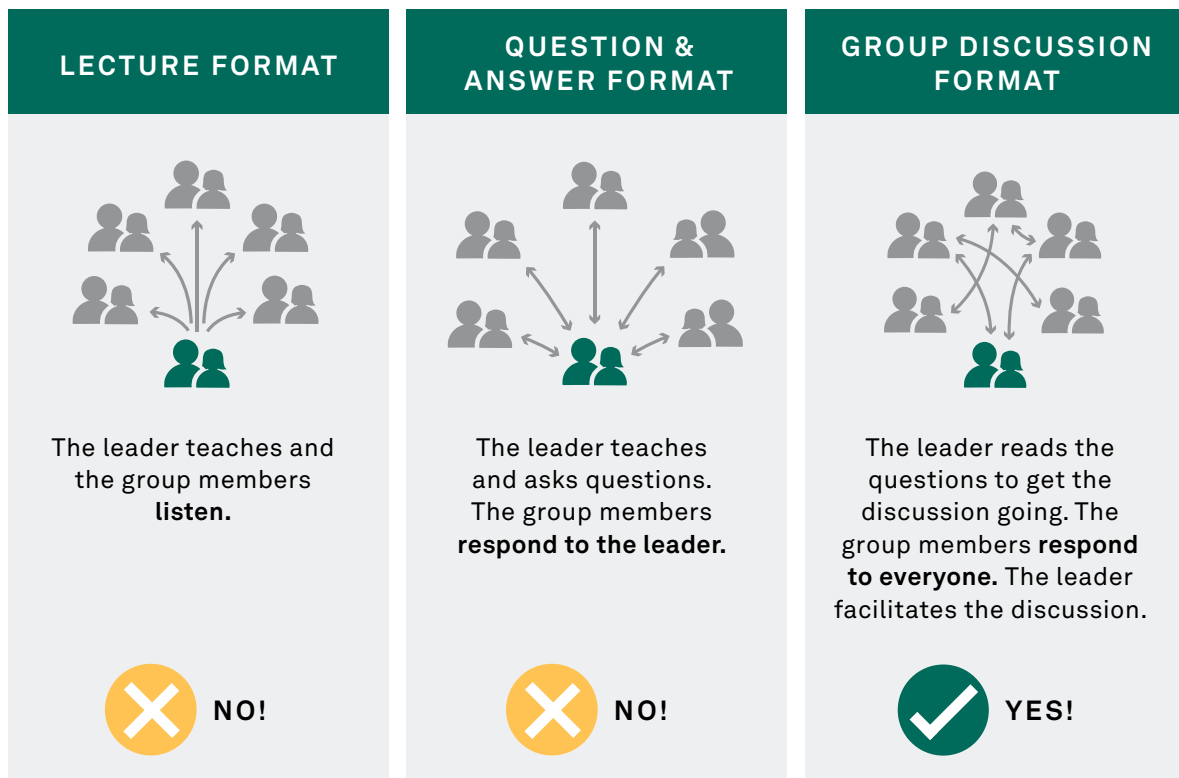 LECTURE FORMAT
The leader teaches and
the group members
listen.
NO!
QUESTION &
ANSWER FORMAT
The leader teaches
and asks questions.
The group members
respond to the leader.
NO!
GROUP DISCUSSION
FORMAT
The leader reads the
questions to get the
discussion going. The
group members respond
to everyone. The leader
facilitates the discussion.
YES!